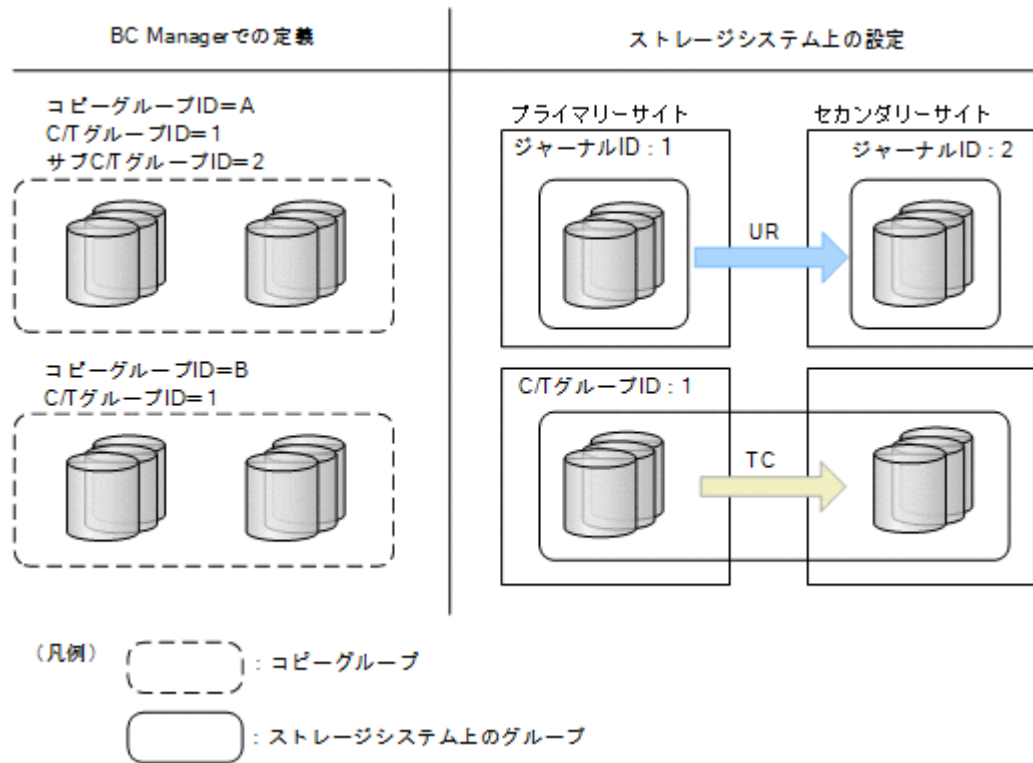 BC Managerでの定義
ストレージシステム上の設定
コピーグループID=A
C/TグループID=1
サブC/TグループID=2
プライマリーサイト
セカンダリーサイト
ジャーナルID：1
ジャーナルID：2
UR
コピーグループID=B
C/TグループID=1
C/TグループID：1
TC
（凡例）
：コピーグループ
：ストレージシステム上のグループ